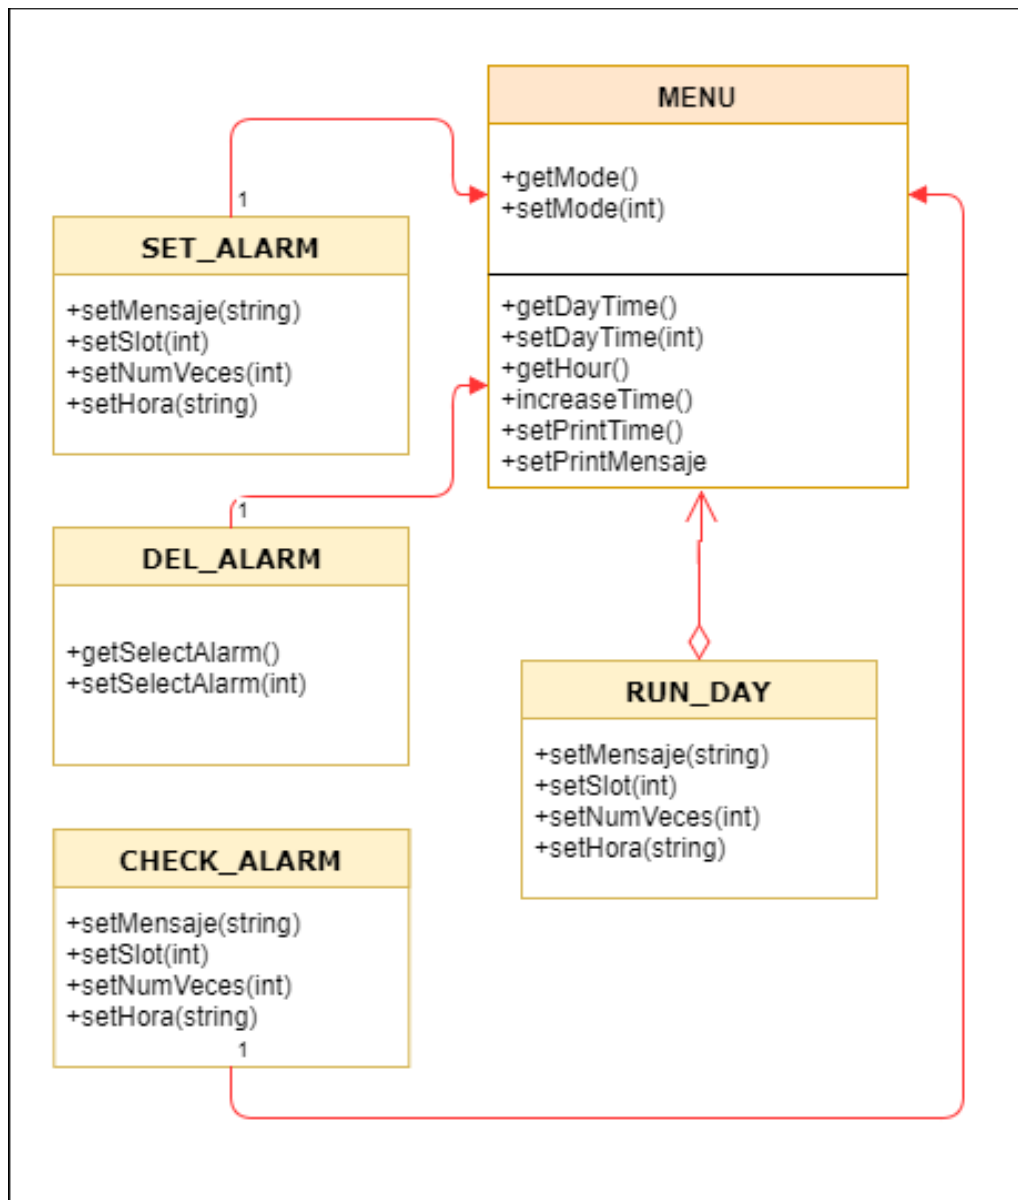 MENU
+getMode()
+setMode(int)
+getDayTime()
+setDayTime(int)
+getHour()
+increaseTime()
+setPrintTime()
+setPrintMensaje
1
SET_ALARM
+setMensaje(string)
+setSlot(int)
+setNumVeces(int)
+setHora(string)
1
DEL_ALARM
+getSelectAlarm()
+setSelectAlarm(int)
RUN_DAY
+setMensaje(string)
+setSlot(int)
+setNumVeces(int)
+setHora(string)
CHECK_ALARM
+setMensaje(string)
+setSlot(int)
+setNumVeces(int)
+setHora(string)
1